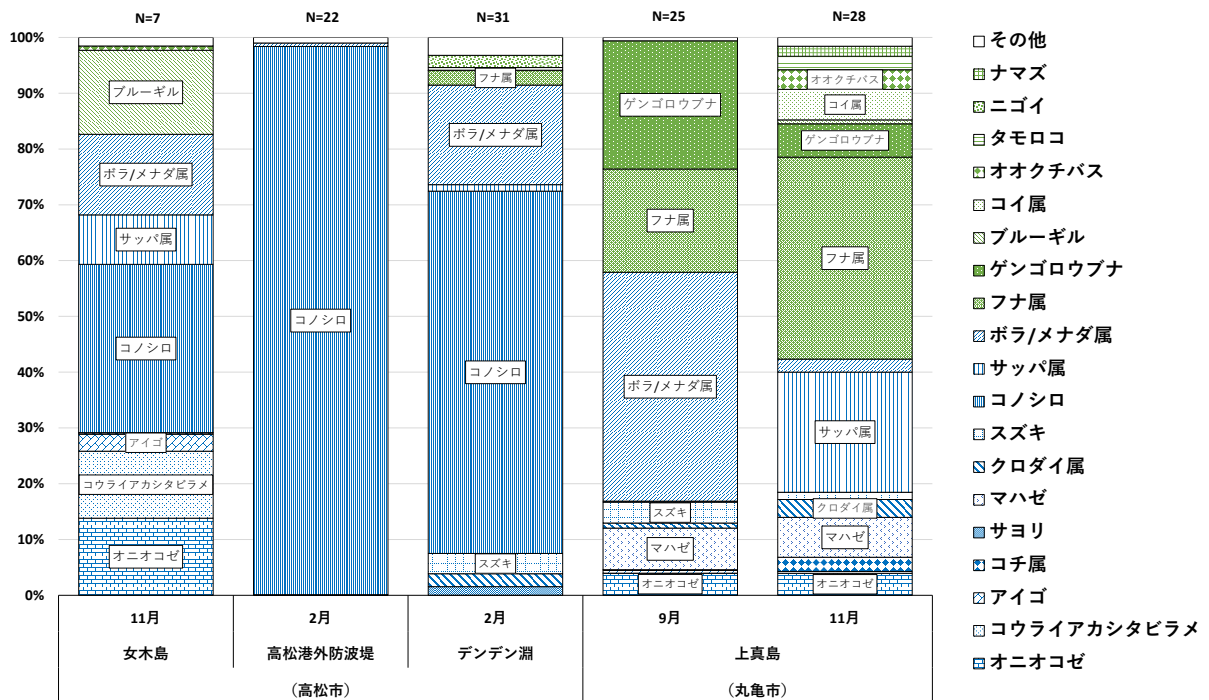 N=7 N=22 N=31 N=25 N=28
100%
90%
80%
70%
60%
50%
40%
30%
20%
10%
0%
ブルーギル
ボラ/メナダ属
サッパ属
コノシロ
アイゴ
コウライアカシタビラメ
オニオコゼ
コノシロ
フナ属
ボラ/メナダ属
コノシロ
スズキ
ゲンゴロウブナ
フナ属
ボラ/メナダ属
スズキ
マハゼ
オニオコゼ
オオクチバス
コイ属
ゲンゴロウブナ
フナ属
サッパ属
クロダイ属
マハゼ
オニオコゼ
11月 2月 2月 9月 11月
女木島 高松港外防波堤 デンデン淵 上真島
（高松市） （丸亀市）
その他
ナマズ
ニゴイ
タモロコ
オオクチバス
コイ属
ブルーギル
ゲンゴロウブナ
フナ属
ボラ/メナダ属
サッパ属
コノシロ
スズキ
クロダイ属
マハゼ
サヨリ
コチ属
アイゴ
コウライアカシタビラメ
オニオコゼ